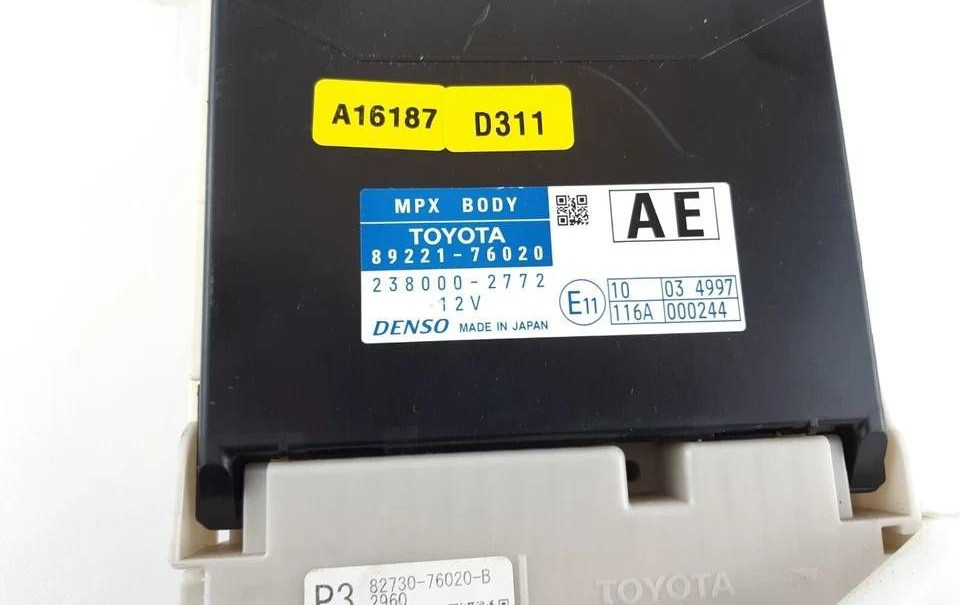 A16187 D311
MPX BODY
TOYOTA
89221-76020
238000-2772
12V
DENSO MADE IN JAPAN
AE
E11
10 03 4997
116A 000244
P3 82730-76020-B
2960
TOYOTA